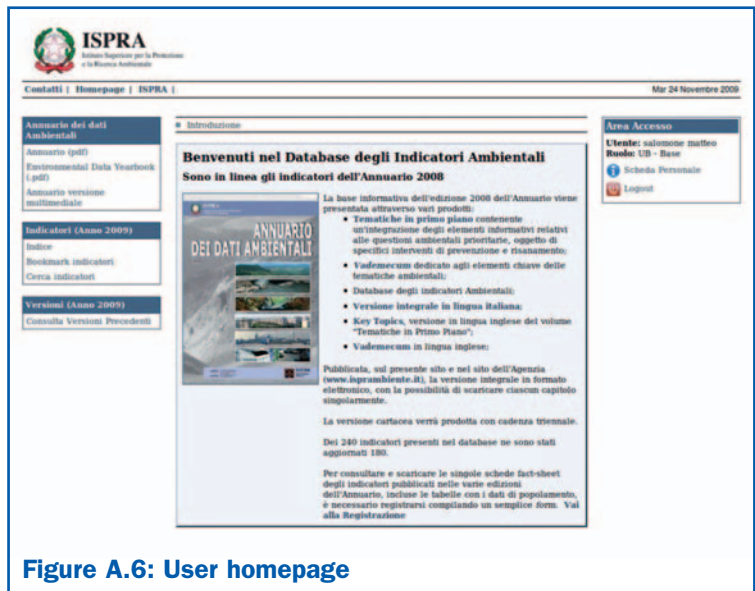 ISPRA
Istituto Superiore per la Protezione
e la Ricerca Ambientale
Contatti | Homepage | ISPRA |
Mar 24 Novembre 2009
Annuario dei dati
Ambientali
Annuario (pdf)
Environmental Data Yearbook
(.pdf)
Annuario versione
multimediale
Indicatori (Anno 2009)
Indice
Bookmark indicatori
Cerca indicatori
Versioni (Anno 2009)
Consulta Versioni Precedenti
Introduzione
Benvenuti nel Database degli Indicatori Ambientali
Sono in linea gli indicatori dell'Annuario 2008
ANNUARIO
DEI DATI AMBIENTALI
La base informativa dell'edizione 2008 dell'Annuario viene
presentata attraverso vari prodotti:
• Tematiche in primo piano contenente
un'integrazione degli elementi informativi relativi
alle questioni ambientali prioritarie, oggetto di
specifici interventi di prevenzione e risanamento;
• Vademecum dedicato agli elementi chiave delle
tematiche ambientali;
• Database degli indicatori Ambientali;
• Versione integrale in lingua italiana;
• Key Topics, versione in lingua inglese del volume
"Tematiche in Primo Piano";
• Vademecum in lingua inglese;
Pubblicata, sul presente sito e nel sito dell'Agenzia
(www.isprambiente.it), la versione integrale in formato
elettronico, con la possibilità di scaricare ciascun capitolo
singolarmente.
La versione cartacea verrà prodotta con cadenza triennale.
Dei 240 indicatori presenti nel database ne sono stati
aggiornati 180.
Per consultare e scaricare le singole schede fact-sheet
degli indicatori pubblicati nelle varie edizioni
dell'Annuario, incluse le tabelle con i dati di popolamento,
è necessario registrarsi compilando un semplice form. Vai
alla Registrazione
Area Accesso
Utente: salomone matteo
Ruolo: UB - Base
Scheda Personale
Logout
Figure A.6: User homepage